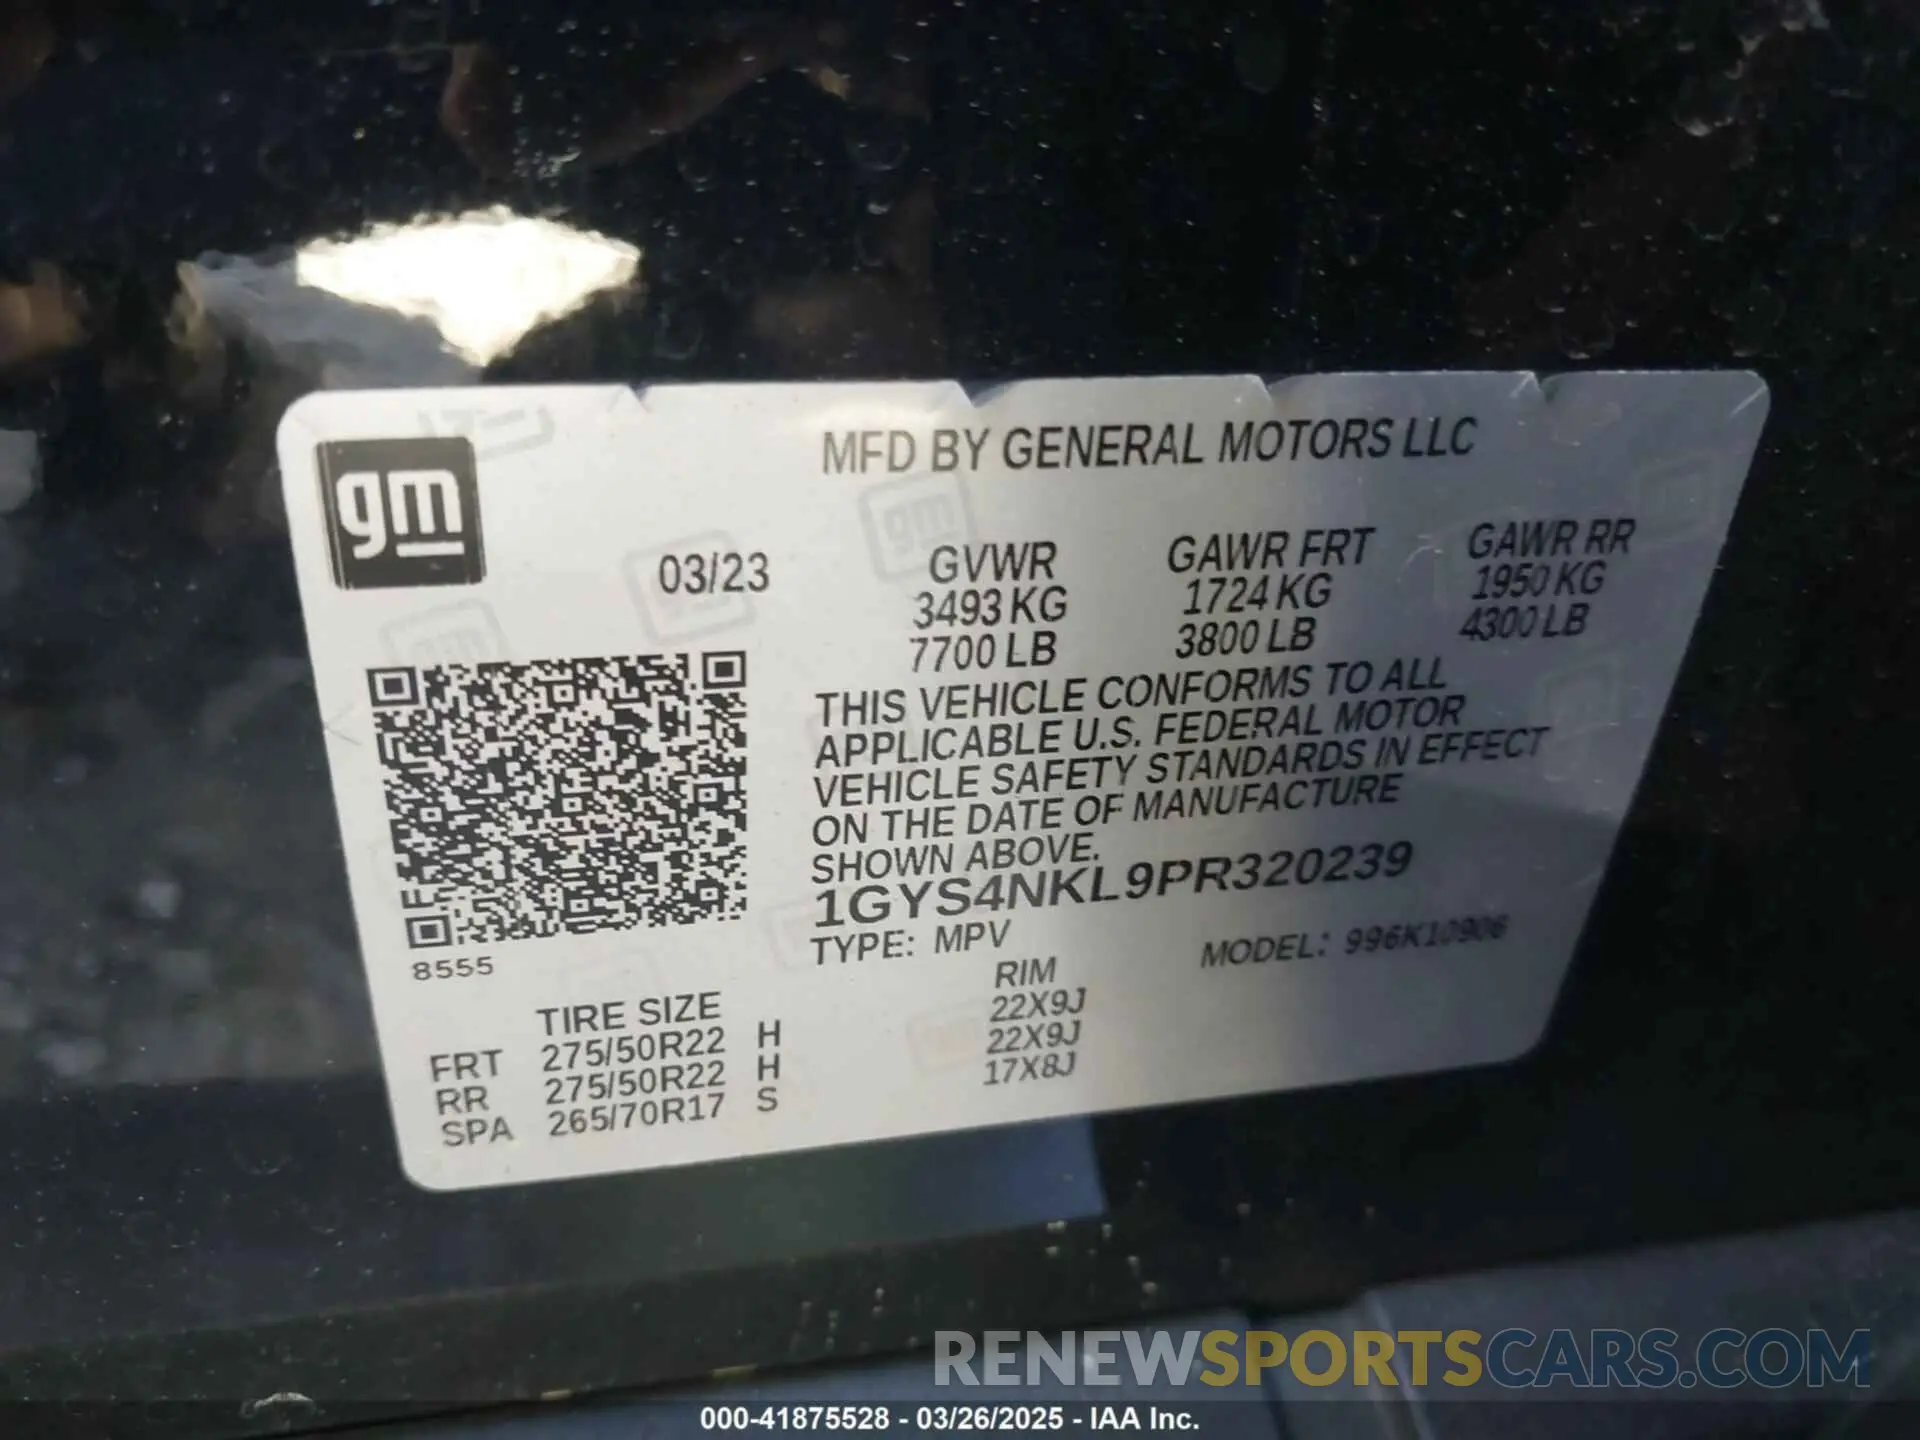 MFD BY GENERAL MOTORS LLC
gm
03/23
GVWR GAWR FRT GAWR RR
3493 KG 1724 KG 1950 KG
7700 LB 3800 LB 4300 LB
THIS VEHICLE CONFORMS TO ALL
APPLICABLE U.S. FEDERAL MOTOR
VEHICLE SAFETY STANDARDS IN EFFECT
ON THE DATE OF MANUFACTURE
SHOWN ABOVE.
1GYS4NKL9PR320239
TYPE: MPV MODEL: 996K10906
8555
TIRE SIZE RIM
FRT 275/50R22 H 22X9J
RR 275/50R22 H 22X9J
SPA 265/70R17 S 17X8J
RENEWSPORTSCARS.COM
000-41875528 - 03/26/2025 - IAA Inc.